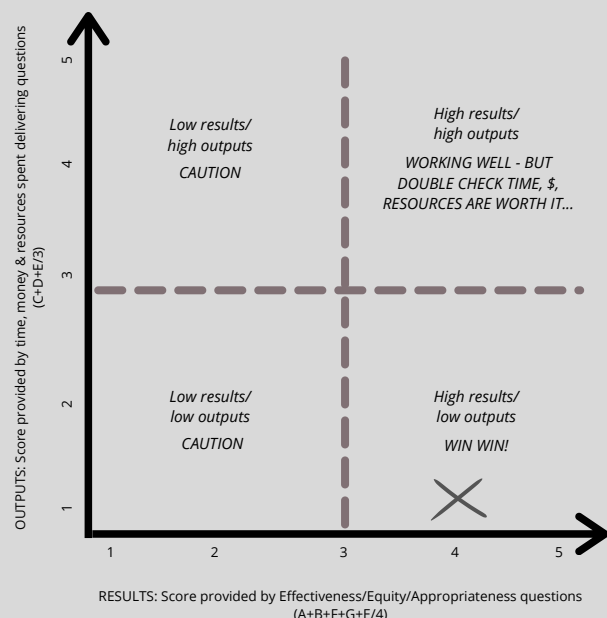 OUTPUTS: Score provided by time, money & resources spent delivering questions
(C+D+E/3)
5
4
3
2
1
Low results/
high outputs
CAUTION
High results/
high outputs
WORKING WELL - BUT
DOUBLE CHECK TIME, $,
RESOURCES ARE WORTH IT...
Low results/
low outputs
CAUTION
High results/
low outputs
WIN WIN!
1 2 3 4 5
RESULTS: Score provided by Effectiveness/Equity/Appropriateness questions
(A+B+F+G+E/4)